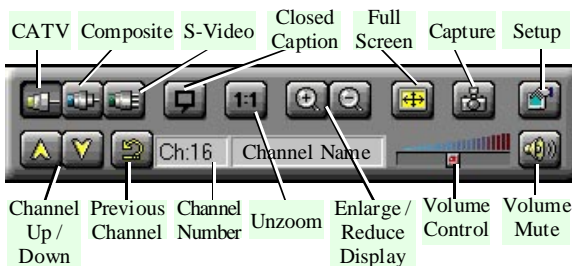 CATV Composite S-Video Closed Caption Full Screen Capture Setup
1:1
Ch:16 Channel Name
Channel Up / Down
Previous Channel
Channel Number
Unzoom
Enlarge / Reduce Display
Volume Control
Volume Mute